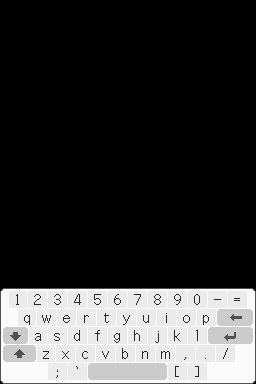 1 2 3 4 5 6 7 8 9 0 - =
q w e r t y u i o p
a s d f g h j k l
z x c v b n m , . /
; ` [ ]